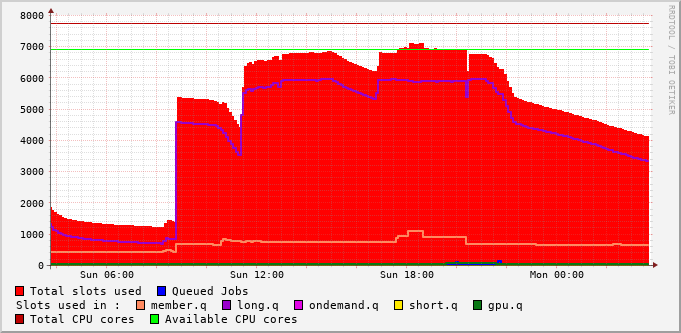 8000
7000
6000
5000
4000
3000
2000
1000
0
Sun 06:00 Sun 12:00 Sun 18:00 Mon 00:00
RRDTOOL / TOBI OETIKER
Total slots used Queued Jobs
Slots used in : member.q long.q ondemand.q short.q gpu.q
Total CPU cores Available CPU cores